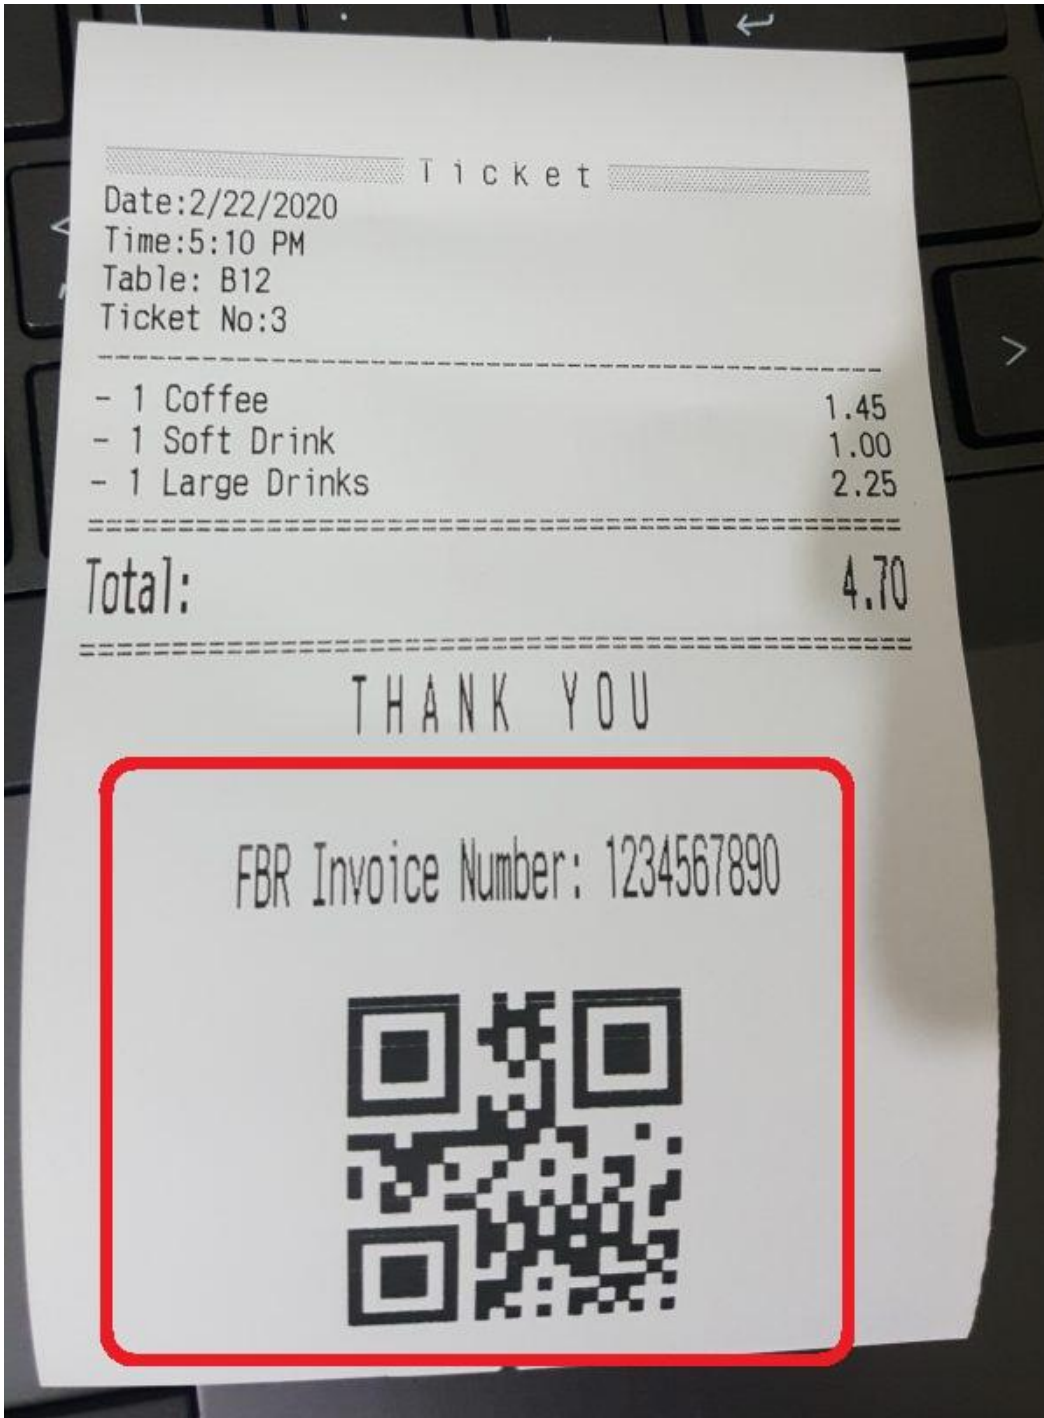 Ticket
Date:2/22/2020
Time:5:10 PM
Table: B12
Ticket No:3
- 1 Coffee 1.45
- 1 Soft Drink 1.00
- 1 Large Drinks 2.25
Total: 4.70
THANK YOU
FBR Invoice Number: 1234567890